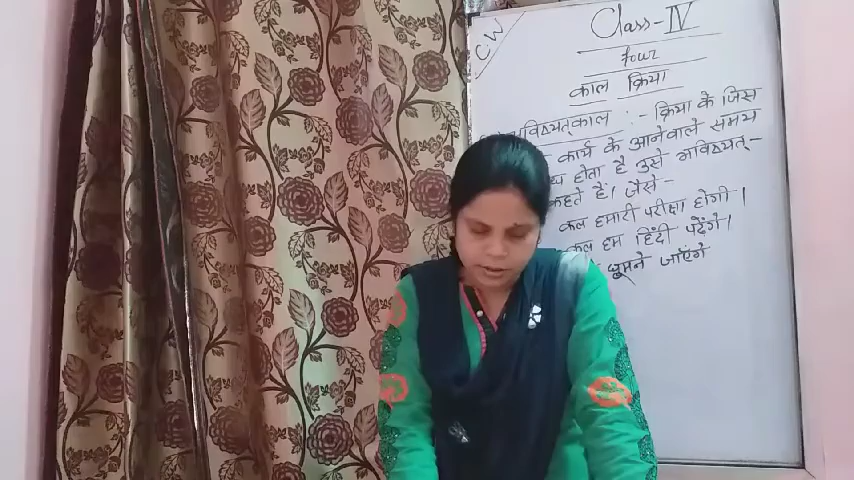 CW
Class-IV
four
काल क्रिया
भविष्यत्काल :- क्रिया के जिस
कार्य के आनेवाले समय
होता है उसे भविष्यत्-
कहते हैं। जैसे-
कल हमारी परीक्षा होगी।
कल हम हिंदी पढ़ेंगे।
घूमने जाएँगे